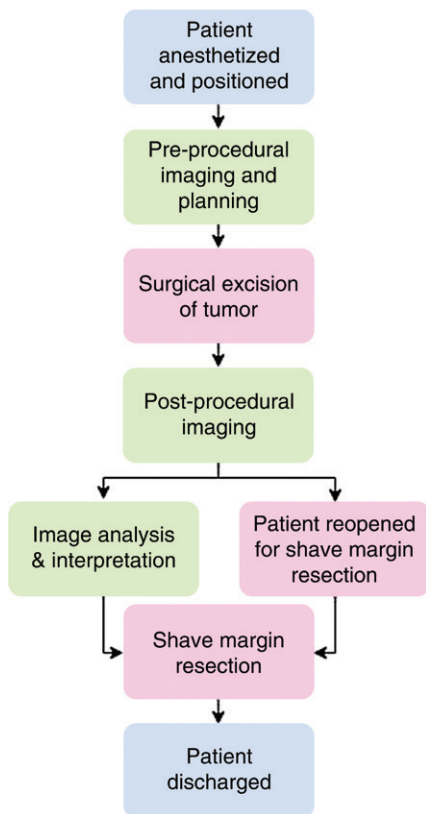 Patient
anesthetized
and positioned
Pre-procedural
imaging and
planning
Surgical excision
of tumor
Post-procedural
imaging
Image analysis
& interpretation
Patient reopened
for shave margin
resection
Shave margin
resection
Patient
discharged